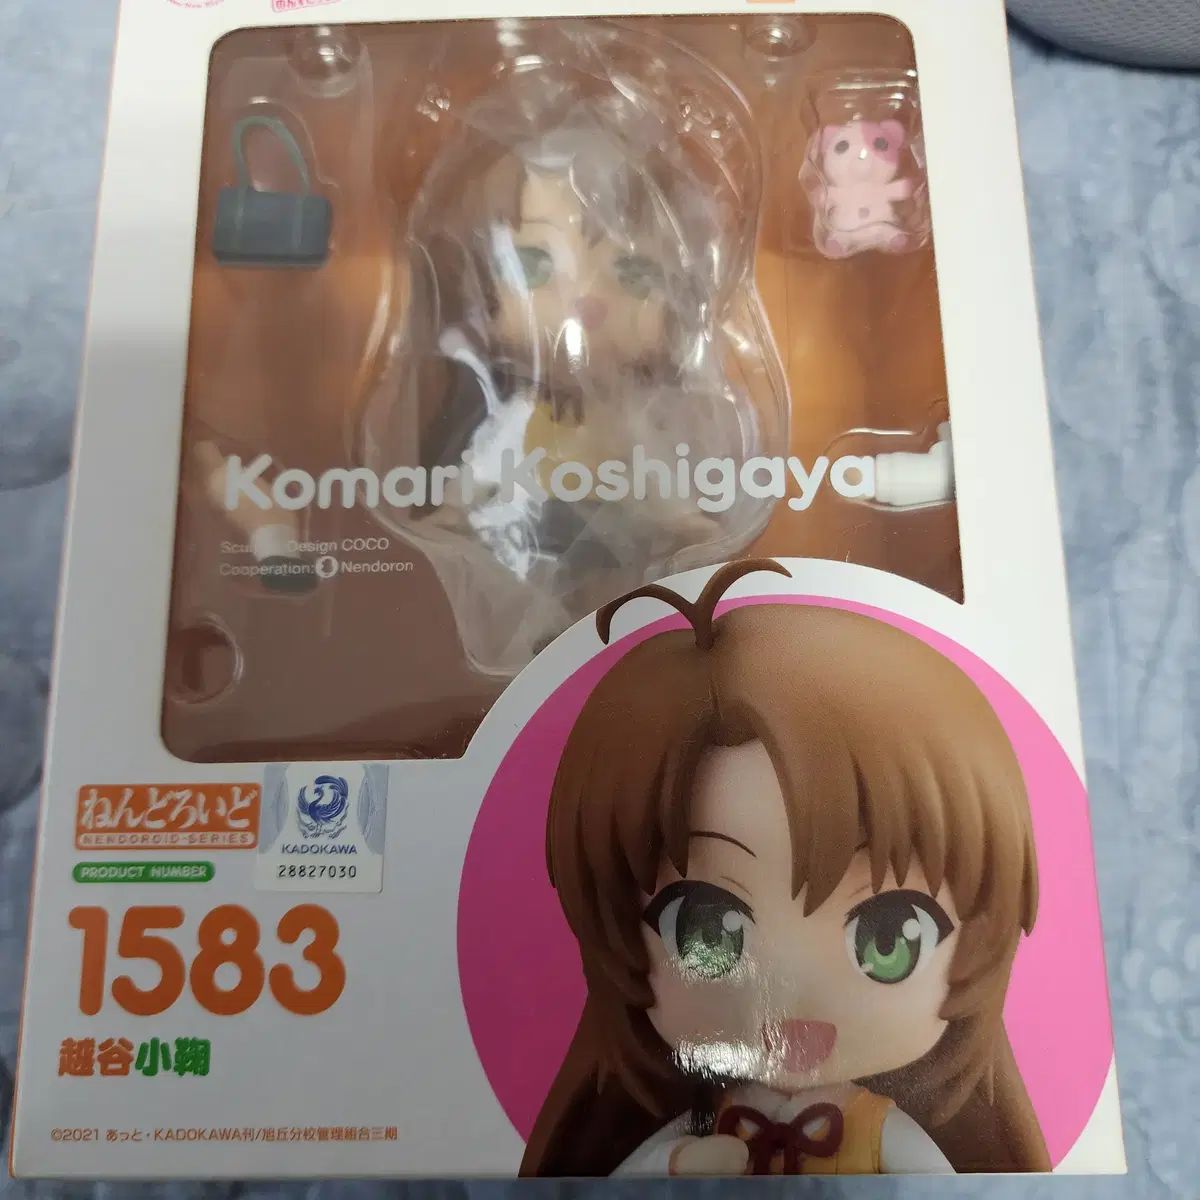 Komari Koshigaya
Design COCO
Cooperation: Nendoron
ねんどろいど
NENDOROID SERIES
KADOKAWA
28827030
PRODUCT NUMBER
1583
越谷小鞠
©2021 あっと・KADOKAWA刊/旭丘分校管理組合三期